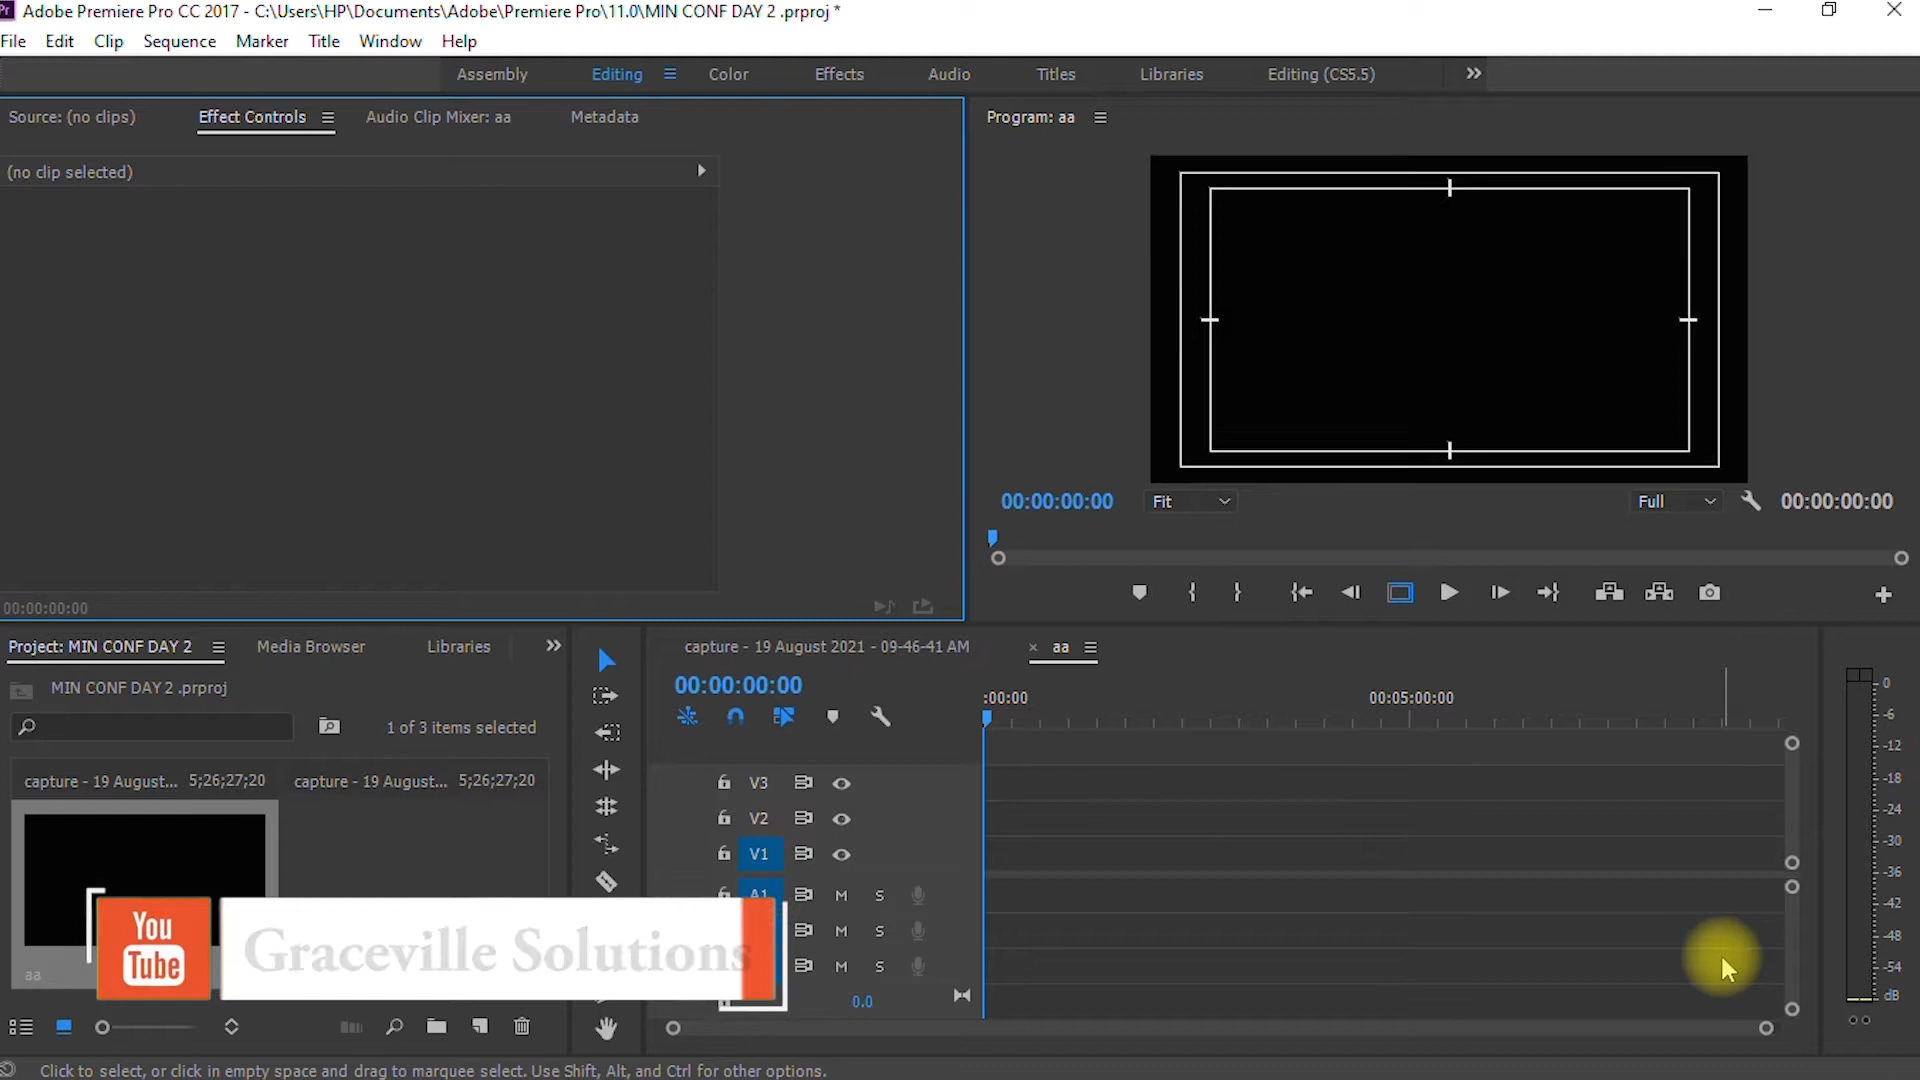 Pr Adobe Premiere Pro CC 2017 - C:\Users\HP\Documents\Adobe\Premiere Pro\11.0\MIN CONF DAY 2 .prproj *
File Edit Clip Sequence Marker Title Window Help
Assembly Editing Color Effects Audio Titles Libraries Editing (CS5.5)
Source: (no clips) Effect Controls Audio Clip Mixer: aa Metadata
Program: aa
(no clip selected)
00:00:00:00 Fit Full 00:00:00:00
00:00:00:00
Project: MIN CONF DAY 2 Media Browser Libraries
MIN CONF DAY 2 .prproj
1 of 3 items selected
capture - 19 August... 5;26;27;20 capture - 19 August... 5;26;27;20
aa
capture - 19 August 2021 - 09-46-41 AM × aa
00:00:00:00
:00:00 00:05:00:00
V3
V2
V1
A1 M S
M S
M S
0.0
0
-6
-12
-18
-24
-30
-36
-42
-48
-54
dB
You
Tube
Graceville Solutions
Click to select, or click in empty space and drag to marquee select. Use Shift, Alt, and Ctrl for other options.